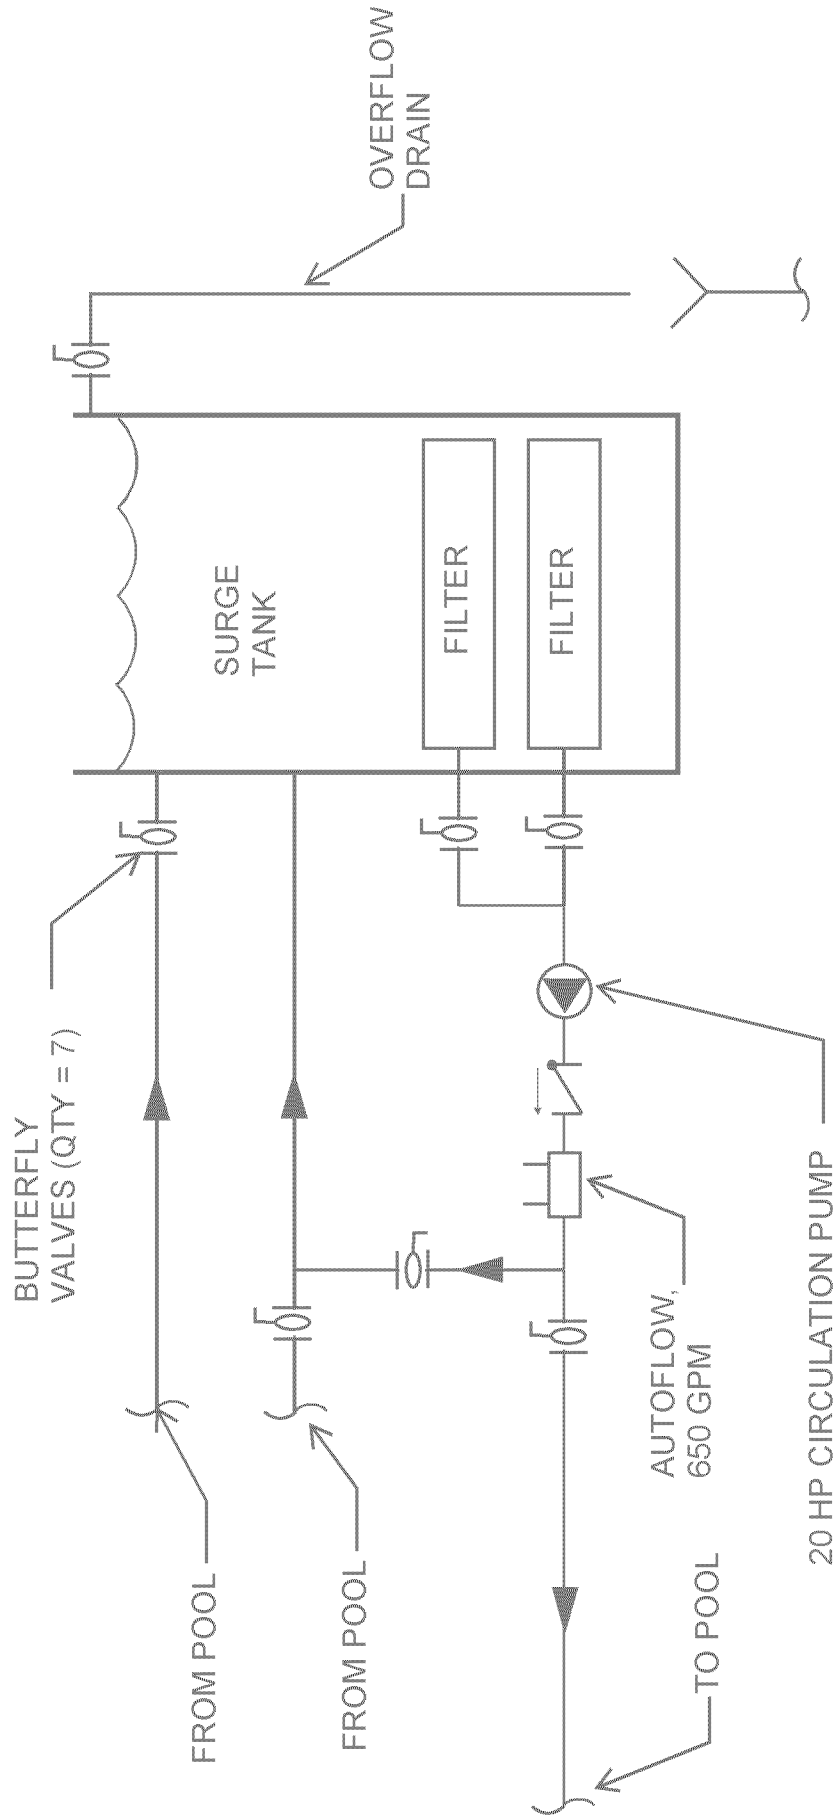 BUTTERFLY
VALVES (QTY = 7)
FROM POOL
FROM POOL
SURGE
TANK
OVERFLOW
DRAIN
FILTER
FILTER
AUTOFLOW,
650 GPM
TO POOL
20 HP CIRCULATION PUMP